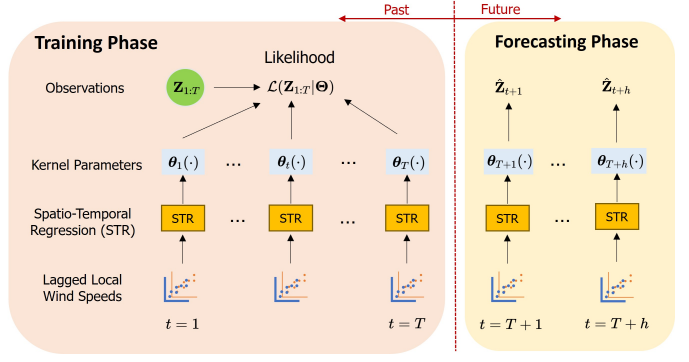 Past Future
Training Phase
Forecasting Phase
Likelihood
Observations
Z₁:T
ℒ(Z₁:T|Θ)
Ẑt+1
Ẑt+h
Kernel Parameters
θ₁(·) ... θt(·) ... θT(·)
θT+1(·) ... θT+h(·)
Spatio-Temporal
Regression (STR)
STR ... STR ... STR
STR ... STR
Lagged Local
Wind Speeds
t = 1
t = T
t = T + 1
t = T + h